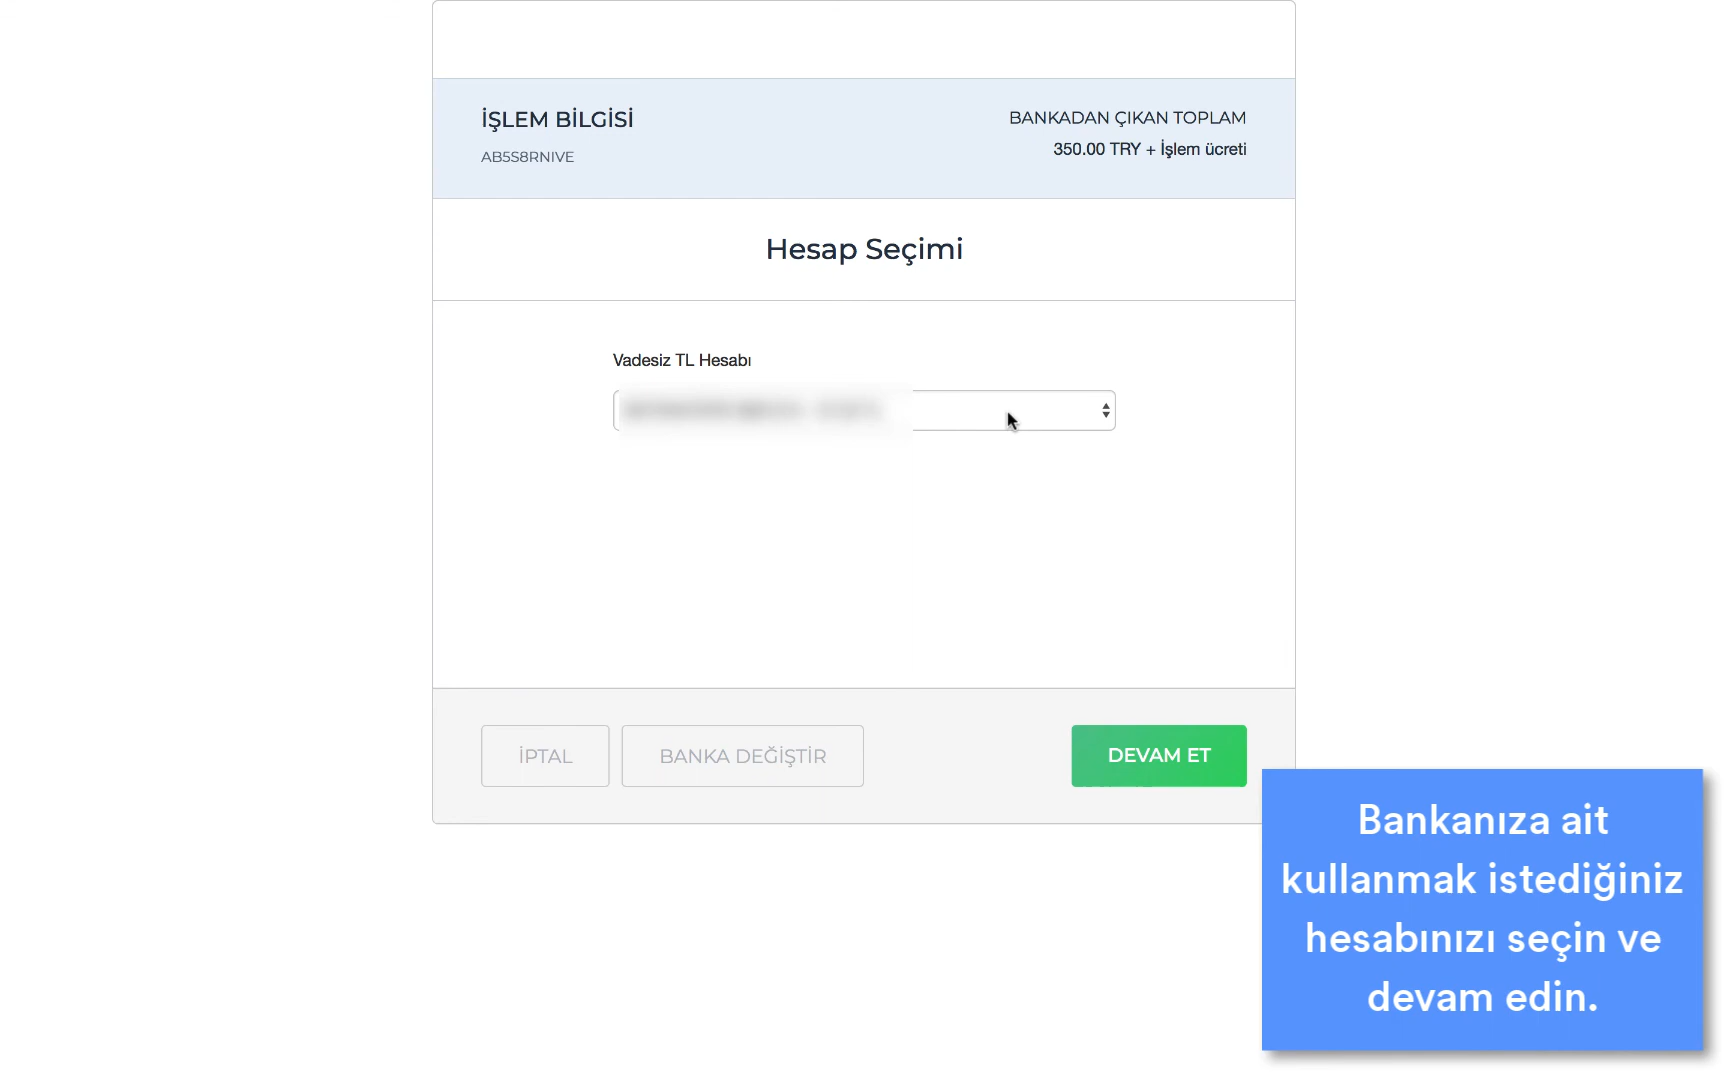 İŞLEM BİLGİSİ
AB5S8RNIVE
BANKADAN ÇIKAN TOPLAM
350.00 TRY + İşlem ücreti
Hesap Seçimi
Vadesiz TL Hesabı
İPTAL
BANKA DEĞİŞTİR
DEVAM ET
Bankanıza ait
kullanmak istediğiniz
hesabınızı seçin ve
devam edin.